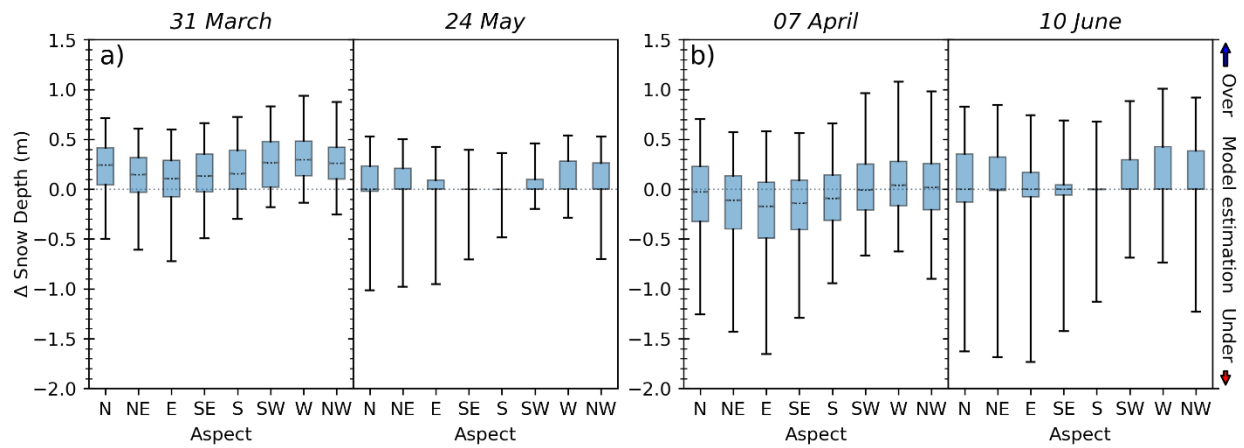 31 March
24 May
07 April
10 June
a)
b)
Δ Snow Depth (m)
1.5
1.0
0.5
0.0
−0.5
−1.0
−1.5
−2.0
1.5
1.0
0.5
0.0
−0.5
−1.0
−1.5
−2.0
N NE E SE S SW W NW
N NE E SE S SW W NW
N NE E SE S SW W NW
N NE E SE S SW W NW
Aspect
Aspect
Aspect
Aspect
Over Model estimation Under